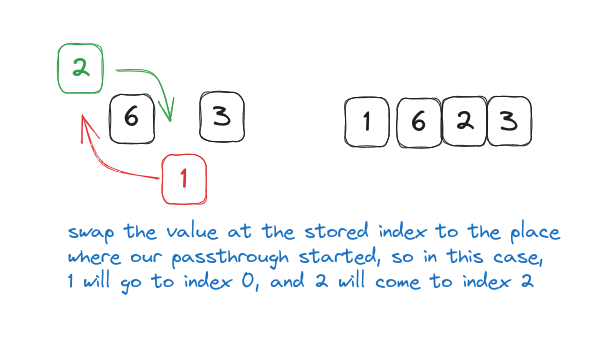 2
6 3
1
1 6 2 3
swap the value at the stored index to the place
where our passthrough started, so in this case,
1 will go to index 0, and 2 will come to index 2